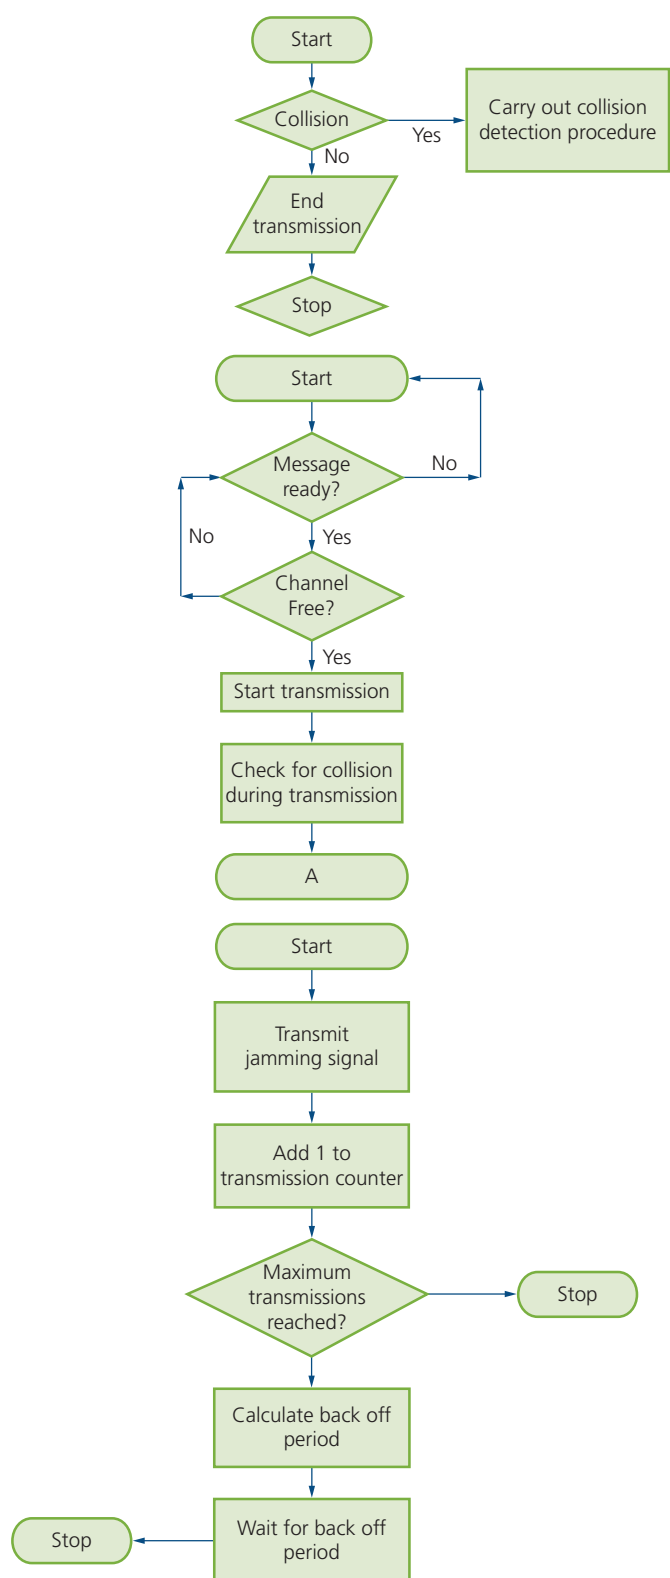 Start
Collision
Yes
Carry out collision
detection procedure
No
End
transmission
Stop
Start
Message
ready?
No
No
Yes
Channel
Free?
Yes
Start transmission
Check for collision
during transmission
A
Start
Transmit
jamming signal
Add 1 to
transmission counter
Maximum
transmissions
reached?
Stop
Calculate back off
period
Wait for back off
period
Stop